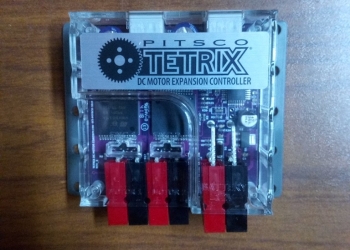 PITSCO
TETRIX
DC MOTOR EXPANSION CONTROLLER